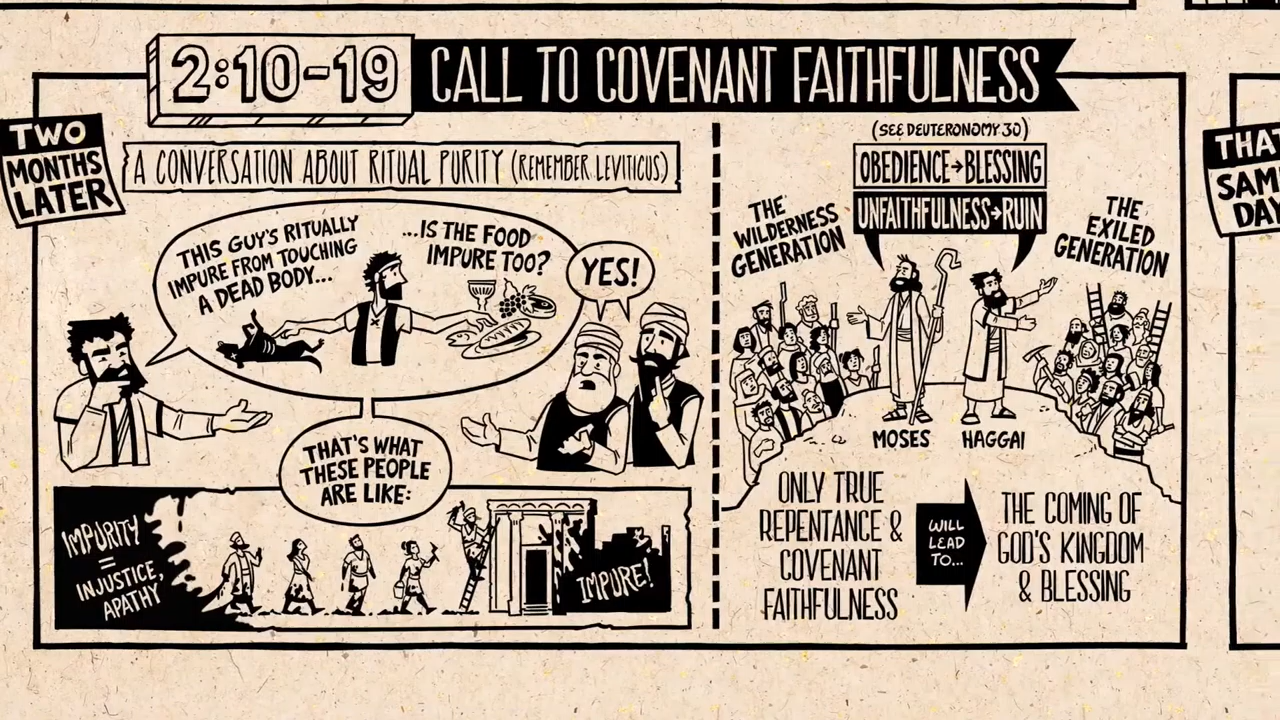 2:10-19
CALL TO COVENANT FAITHFULNESS
TWO
MONTHS
LATER
A CONVERSATION ABOUT RITUAL PURITY (REMEMBER LEVITICUS)
THIS GUY'S RITUALLY
IMPURE FROM TOUCHING
A DEAD BODY...
...IS THE FOOD
IMPURE TOO?
YES!
THAT'S WHAT
THESE PEOPLE
ARE LIKE:
IMPURITY
=
INJUSTICE,
APATHY
IMPURE!
(SEE DEUTERONOMY 30)
OBEDIENCE→BLESSING
UNFAITHFULNESS→RUIN
THE
WILDERNESS
GENERATION
THE
EXILED
GENERATION
MOSES
HAGGAI
ONLY TRUE
REPENTANCE &
COVENANT
FAITHFULNESS
WILL
LEAD
TO...
THE COMING OF
GOD'S KINGDOM
& BLESSING